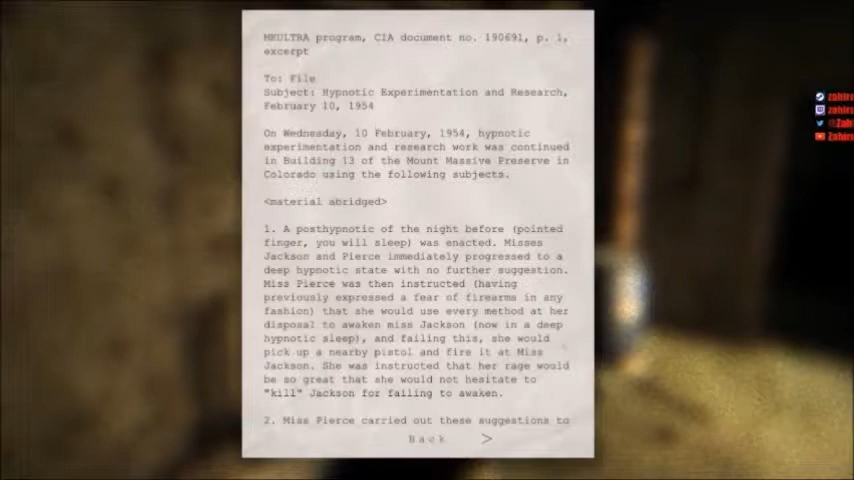 MKULTRA program, CIA document no. 190691, p. 1,
excerpt
To: File
Subject: Hypnotic Experimentation and Research,
February 10, 1954
On Wednesday, 10 February, 1954, hypnotic
experimentation and research work was continued
in Building 13 of the Mount Massive Preserve in
Colorado using the following subjects.
<material abridged>
1. A posthypnotic of the night before (pointed
finger, you will sleep) was enacted. Misses
Jackson and Pierce immediately progressed to a
deep hypnotic state with no further suggestion.
Miss Pierce was then instructed (having
previously expressed a fear of firearms in any
fashion) that she would use every method at her
disposal to awaken miss Jackson (now in a deep
hypnotic sleep), and failing this, she would
pick up a nearby pistol and fire it at Miss
Jackson. She was instructed that her rage would
be so great that she would not hesitate to
"kill" Jackson for failing to awaken.
2. Miss Pierce carried out these suggestions to
Back >